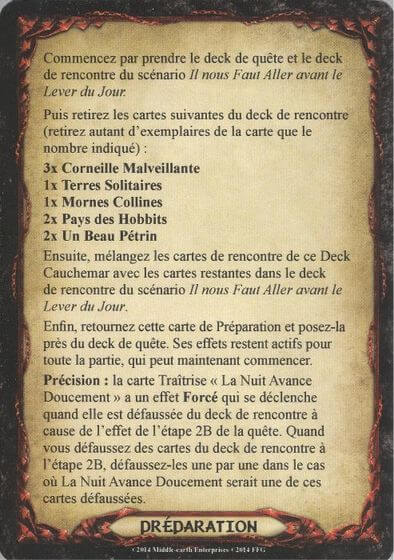 Commencez par prendre le deck de quête et le deck
de rencontre du scénario Il nous Faut Aller avant le
Lever du Jour.
Puis retirez les cartes suivantes du deck de rencontre
(retirez autant d'exemplaires de la carte que le
nombre indiqué) :
3x Corneille Malveillante
1x Terres Solitaires
1x Mornes Collines
2x Pays des Hobbits
2x Un Beau Pétrin
Ensuite, mélangez les cartes de rencontre de ce Deck
Cauchemar avec les cartes restantes dans le deck
de rencontre du scénario Il nous Faut Aller avant le
Lever du Jour.
Enfin, retournez cette carte de Préparation et posez-la
près du deck de quête. Ses effets restent actifs pour
toute la partie, qui peut maintenant commencer.
Précision : la carte Traîtrise « La Nuit Avance
Doucement » a un effet Forcé qui se déclenche
quand elle est défaussée du deck de rencontre à
cause de l'effet de l'étape 2B de la quête. Quand
vous défaussez des cartes du deck de rencontre à
l'étape 2B, défaussez-les une par une dans le cas
où La Nuit Avance Doucement serait une de ces
cartes défaussées.
PRÉPARATION
©2014 Middle-earth Enterprises ©2014 FFG